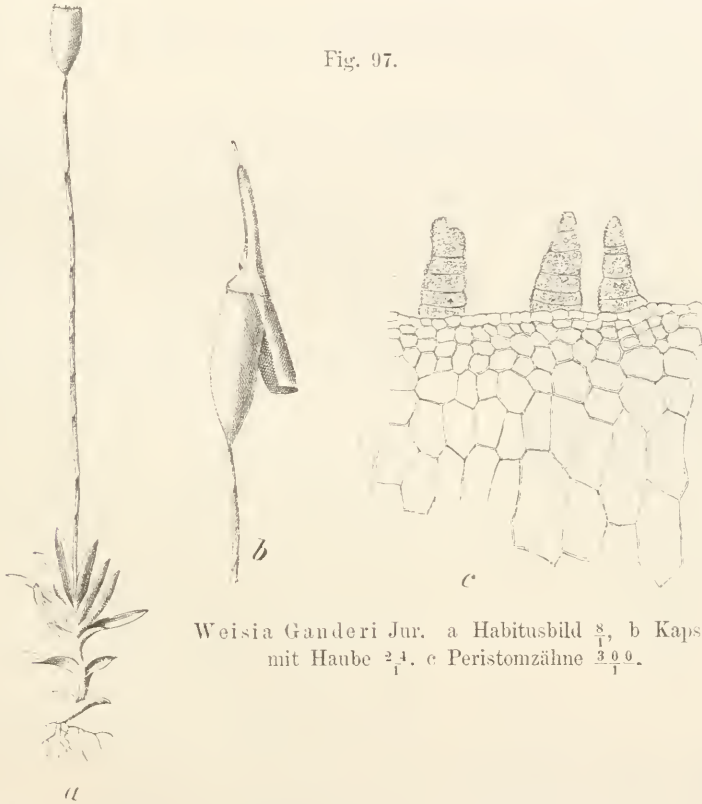 Fig. 97.
b
c
Weisia Ganderi Jur. a Habitusbild 8/1, b Kaps
mit Haube 24/1. c Peristomzähne 300/1.
a